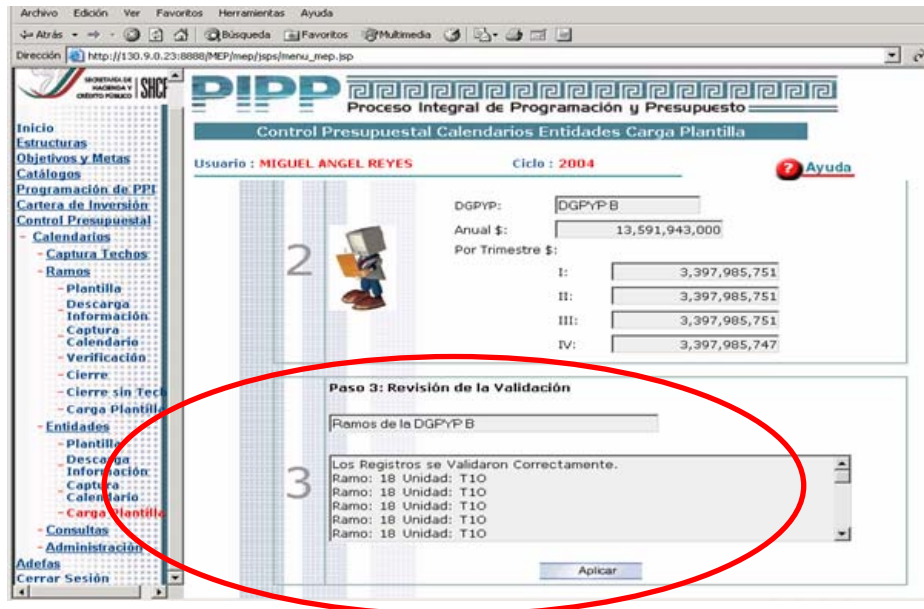 Archivo Edición Ver Favoritos Herramientas Ayuda
Atrás Búsqueda Favoritos Multimedia
Dirección http://130.9.0.23:8888/MEP/mep/jsps/menu_mep.jsp
SECRETARÍA DE HACIENDA Y CRÉDITO PÚBLICO SHCP
PIPP
Proceso Integral de Programación y Presupuesto
Control Presupuestal Calendarios Entidades Carga Plantilla
Usuario : MIGUEL ANGEL REYES Ciclo : 2004
? Ayuda
Inicio
Estructuras
Objetivos y Metas
Catálogos
Programación de PPI
Cartera de Inversión
Control Presupuestal
- Calendarios
- Captura Techos
- Ramos
- Plantilla
- Descarga
Información
- Captura
Calendario
- Verificación
- Cierre
- Cierre sin Tech
- Carga Plantilla
- Entidades
- Plantilla
- Descarga
Información
- Captura
Calendario
- Carga Plantilla
- Consultas
- Administración
Adefas
Cerrar Sesión
2
DGPYP: DGPYP B
Anual $: 13,591,943,000
Por Trimestre $:
I: 3,397,985,751
II: 3,397,985,751
III: 3,397,985,751
IV: 3,397,985,747
Paso 3: Revisión de la Validación
Ramos de la DGPYP B
3
Los Registros se Validaron Correctamente.
Ramo: 18 Unidad: T1O
Ramo: 18 Unidad: T1O
Ramo: 18 Unidad: T1O
Ramo: 18 Unidad: T1O
Ramo: 18 Unidad: T1O
Aplicar